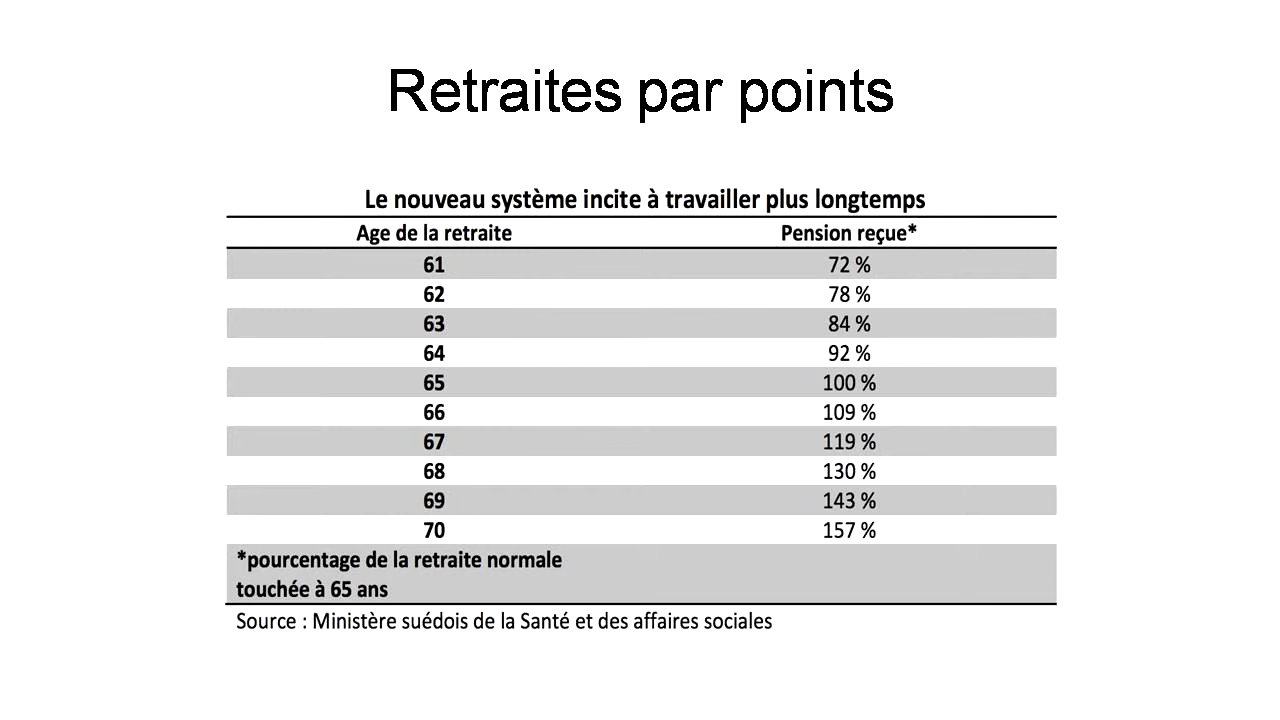 Retraites par points
Le nouveau système incite à travailler plus longtemps
Age de la retraite Pension reçue*
61 72 %
62 78 %
63 84 %
64 92 %
65 100 %
66 109 %
67 119 %
68 130 %
69 143 %
70 157 %
*pourcentage de la retraite normale
touchée à 65 ans
Source : Ministère suédois de la Santé et des affaires sociales